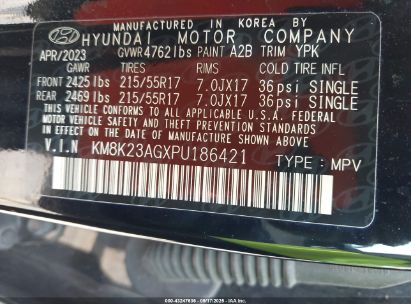 MANUFACTURED IN KOREA
HYUNDAI MOTOR COMPANY
APR/2023 GVWR 4762lbs PAINT A2B TRIM YPK
GAWR TIRES RIMS COLD TIRE INFL
FRONT 2425 lbs 215/55R17 7.0JX17 36 psi SINGLE
REAR 2469 lbs 215/55R17 7.0JX17 36 psi SINGLE
THIS VEHICLE CONFORMS TO ALL APPLICABLE U.S.A.
FEDERAL MOTOR VEHICLE SAFETY BUMPER, AND
THEFT PREVENTION STANDARDS IN EFFECT ON THE
DATE OF MANUFACTURE SHOWN ABOVE.
V.I.N KM8K23AGXPU186421 TYPE : MPV